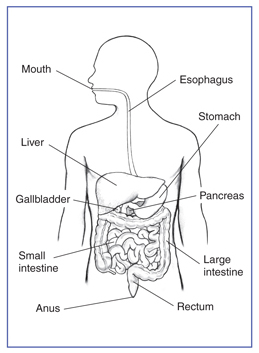 Mouth
Esophagus
Stomach
Liver
Gallbladder
Pancreas
Small
intestine
Large
intestine
Anus
Rectum